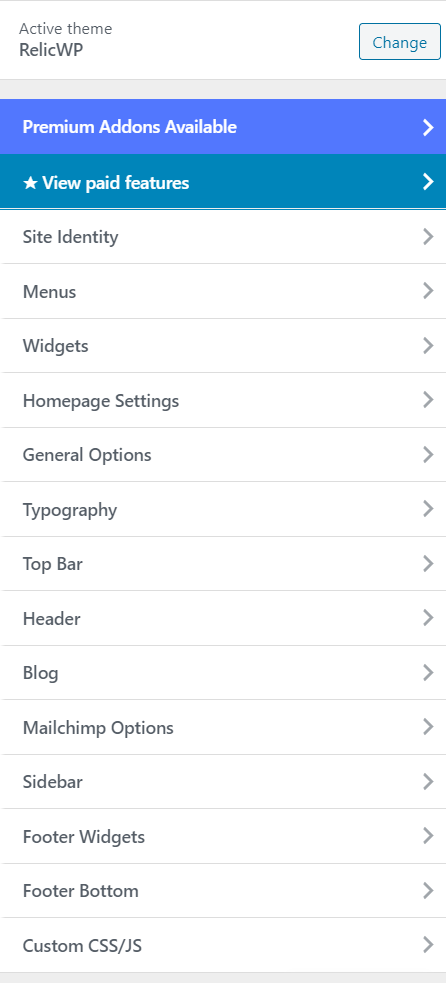 Active theme
RelicWP
Change
Premium Addons Available
★ View paid features
Site Identity
Menus
Widgets
Homepage Settings
General Options
Typography
Top Bar
Header
Blog
Mailchimp Options
Sidebar
Footer Widgets
Footer Bottom
Custom CSS/JS